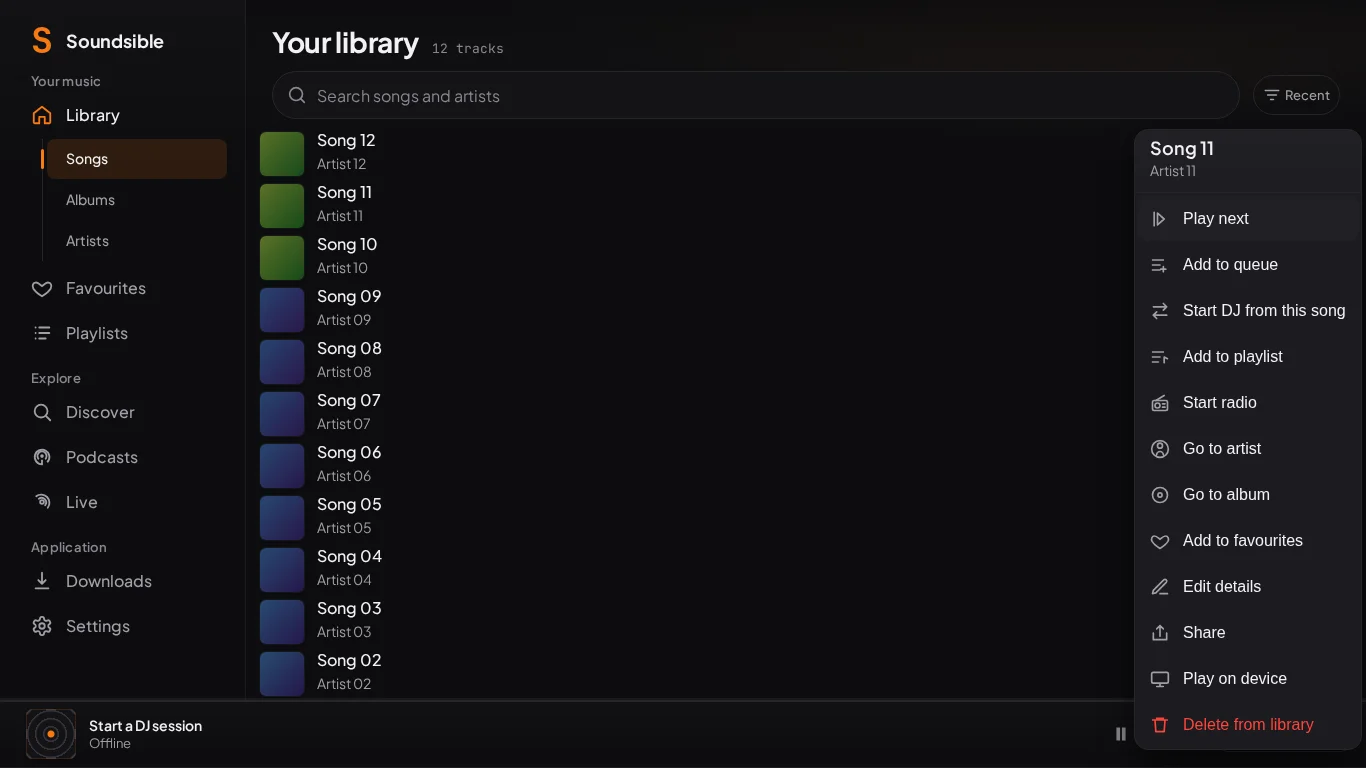 Soundsible
Your music
Library
Songs
Albums
Artists
Favourites
Playlists
Explore
Discover
Podcasts
Live
Application
Downloads
Settings
Your library 12 tracks
Search songs and artists
Recent
Song 12
Artist 12
Song 11
Artist 11
Song 10
Artist 10
Song 09
Artist 09
Song 08
Artist 08
Song 07
Artist 07
Song 06
Artist 06
Song 05
Artist 05
Song 04
Artist 04
Song 03
Artist 03
Song 02
Artist 02
Song 11
Artist 11
Play next
Add to queue
Start DJ from this song
Add to playlist
Start radio
Go to artist
Go to album
Add to favourites
Edit details
Share
Play on device
Delete from library
Start a DJ session
Offline